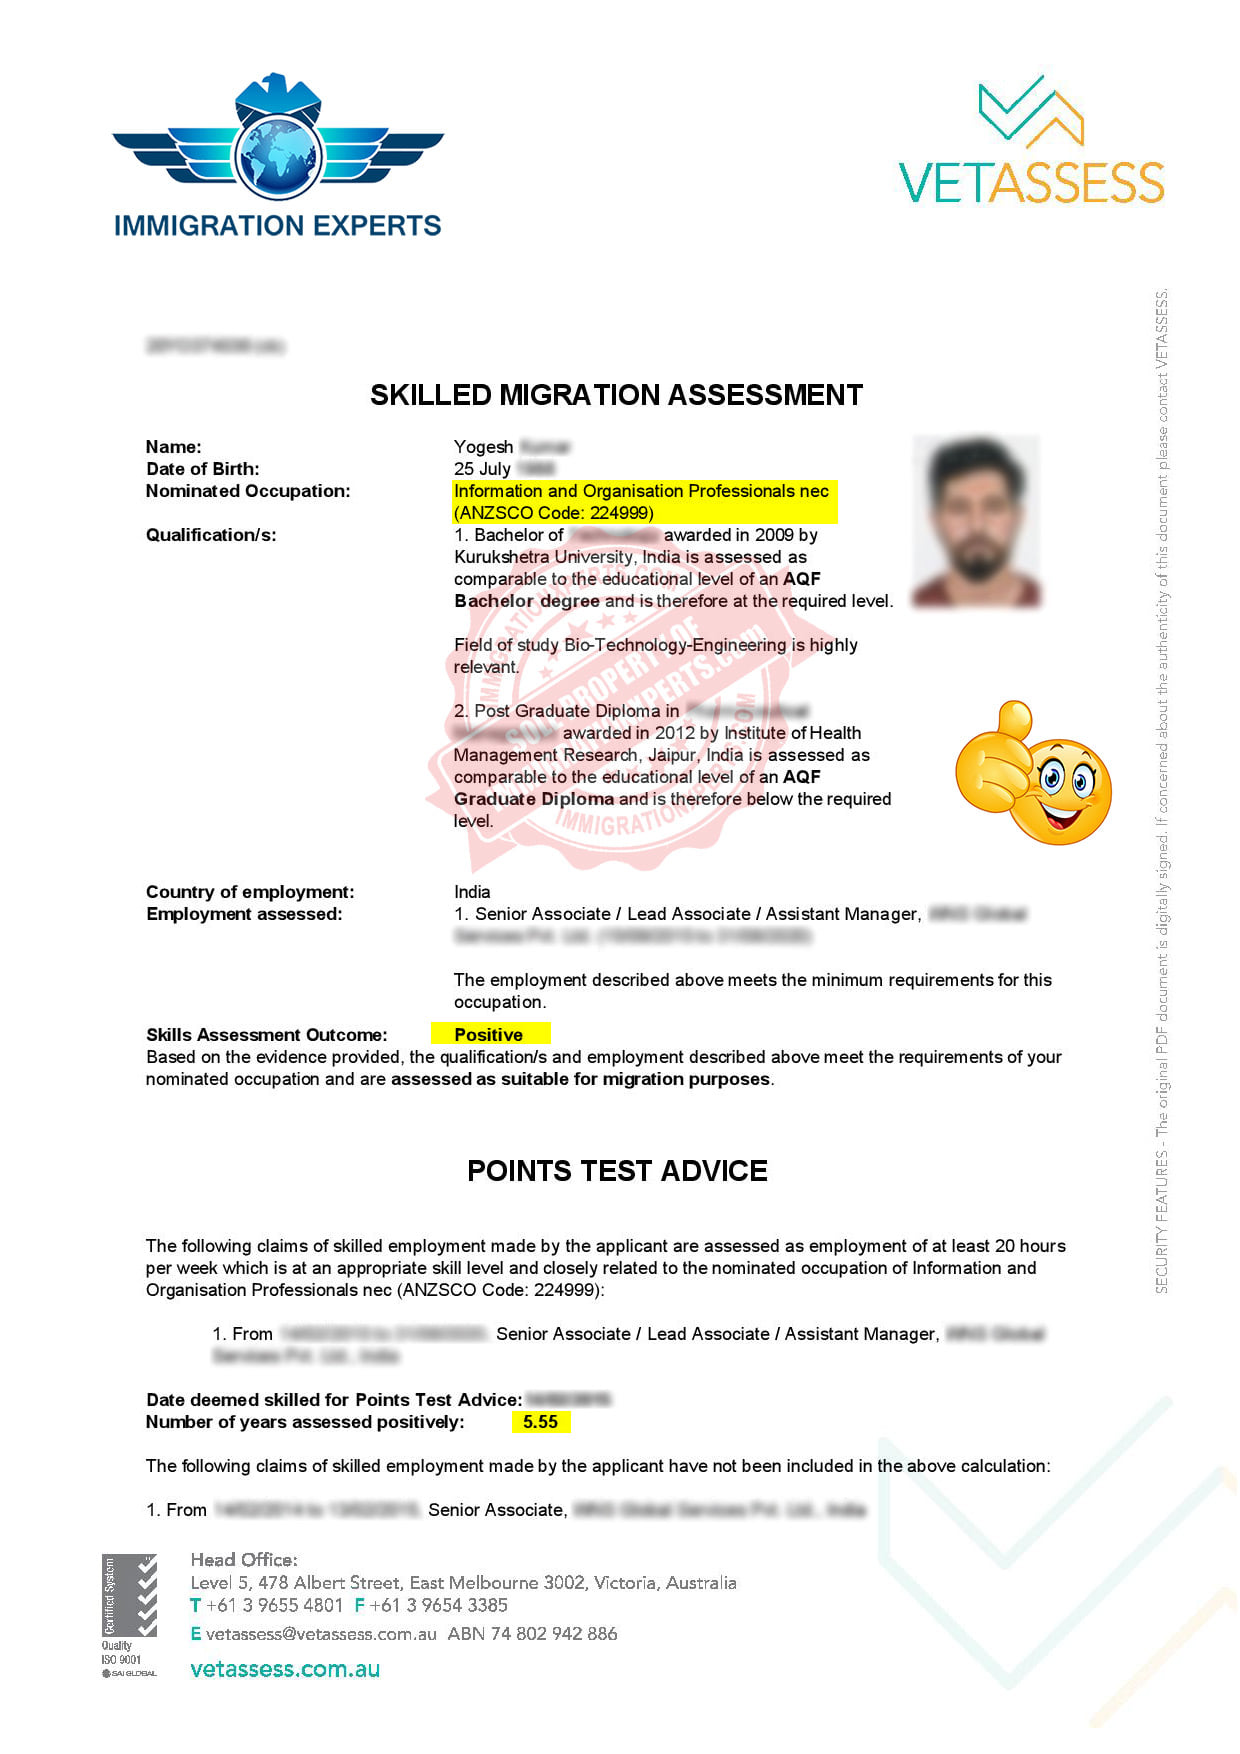 IMMIGRATION EXPERTS
VETASSESS
SKILLED MIGRATION ASSESSMENT
Name: Yogesh
Date of Birth: 25 July
Nominated Occupation: Information and Organisation Professionals nec
(ANZSCO Code: 224999)
Qualification/s: 1. Bachelor of awarded in 2009 by
Kurukshetra University, India is assessed as
comparable to the educational level of an AQF
Bachelor degree and is therefore at the required level.
Field of study Bio-Technology-Engineering is highly
relevant.
2. Post Graduate Diploma in
awarded in 2012 by Institute of Health
Management Research, Jaipur, India is assessed as
comparable to the educational level of an AQF
Graduate Diploma and is therefore below the required
level.
IMMIGRATIONXPERTS.COM
SOLE PROPERTY OF
IMMIGRATIONXPERTS.com
IMMIGRATIONXPERTS.COM
Country of employment: India
Employment assessed: 1. Senior Associate / Lead Associate / Assistant Manager,
The employment described above meets the minimum requirements for this
occupation.
Skills Assessment Outcome: Positive
Based on the evidence provided, the qualification/s and employment described above meet the requirements of your
nominated occupation and are assessed as suitable for migration purposes.
POINTS TEST ADVICE
The following claims of skilled employment made by the applicant are assessed as employment of at least 20 hours
per week which is at an appropriate skill level and closely related to the nominated occupation of Information and
Organisation Professionals nec (ANZSCO Code: 224999):
1. From Senior Associate / Lead Associate / Assistant Manager,
Date deemed skilled for Points Test Advice:
Number of years assessed positively: 5.55
The following claims of skilled employment made by the applicant have not been included in the above calculation:
1. From Senior Associate,
SECURITY FEATURES - The original PDF document is digitally signed. If concerned about the authenticity of this document please contact VETASSESS.
Certified System
Quality
ISO 9001
SAI GLOBAL
Head Office:
Level 5, 478 Albert Street, East Melbourne 3002, Victoria, Australia
T +61 3 9655 4801 F +61 3 9654 3385
E vetassess@vetassess.com.au ABN 74 802 942 886
vetassess.com.au